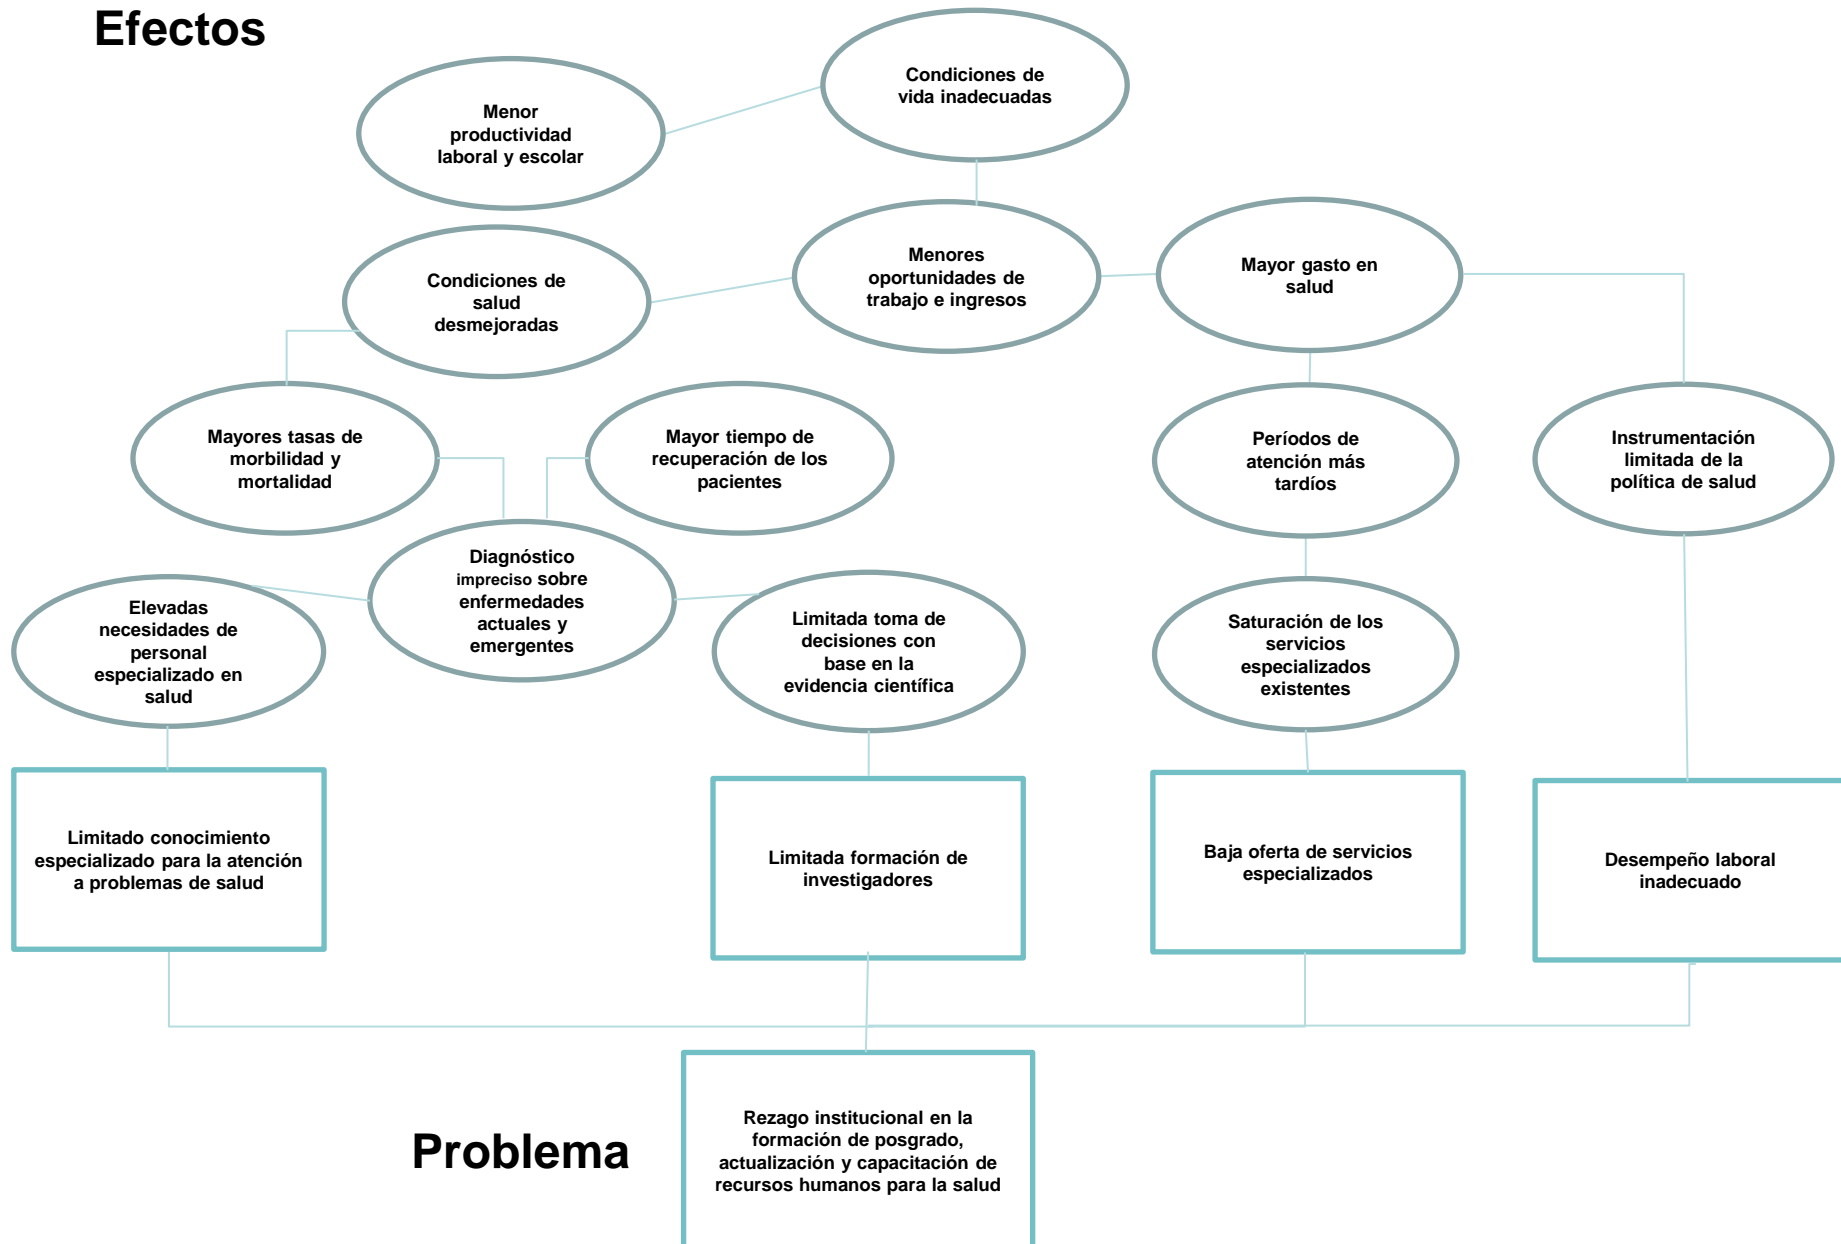 Efectos
Condiciones de
vida inadecuadas
Menor
productividad
laboral y escolar
Menores
oportunidades de
trabajo e ingresos
Mayor gasto en
salud
Condiciones de
salud
desmejoradas
Mayores tasas de
morbilidad y
mortalidad
Mayor tiempo de
recuperación de los
pacientes
Períodos de
atención más
tardíos
Instrumentación
limitada de la
política de salud
Diagnóstico
impreciso sobre
enfermedades
actuales y
emergentes
Elevadas
necesidades de
personal
especializado en
salud
Limitada toma de
decisiones con
base en la
evidencia científica
Saturación de los
servicios
especializados
existentes
Limitado conocimiento
especializado para la atención
a problemas de salud
Limitada formación de
investigadores
Baja oferta de servicios
especializados
Desempeño laboral
inadecuado
Problema
Rezago institucional en la
formación de posgrado,
actualización y capacitación de
recursos humanos para la salud